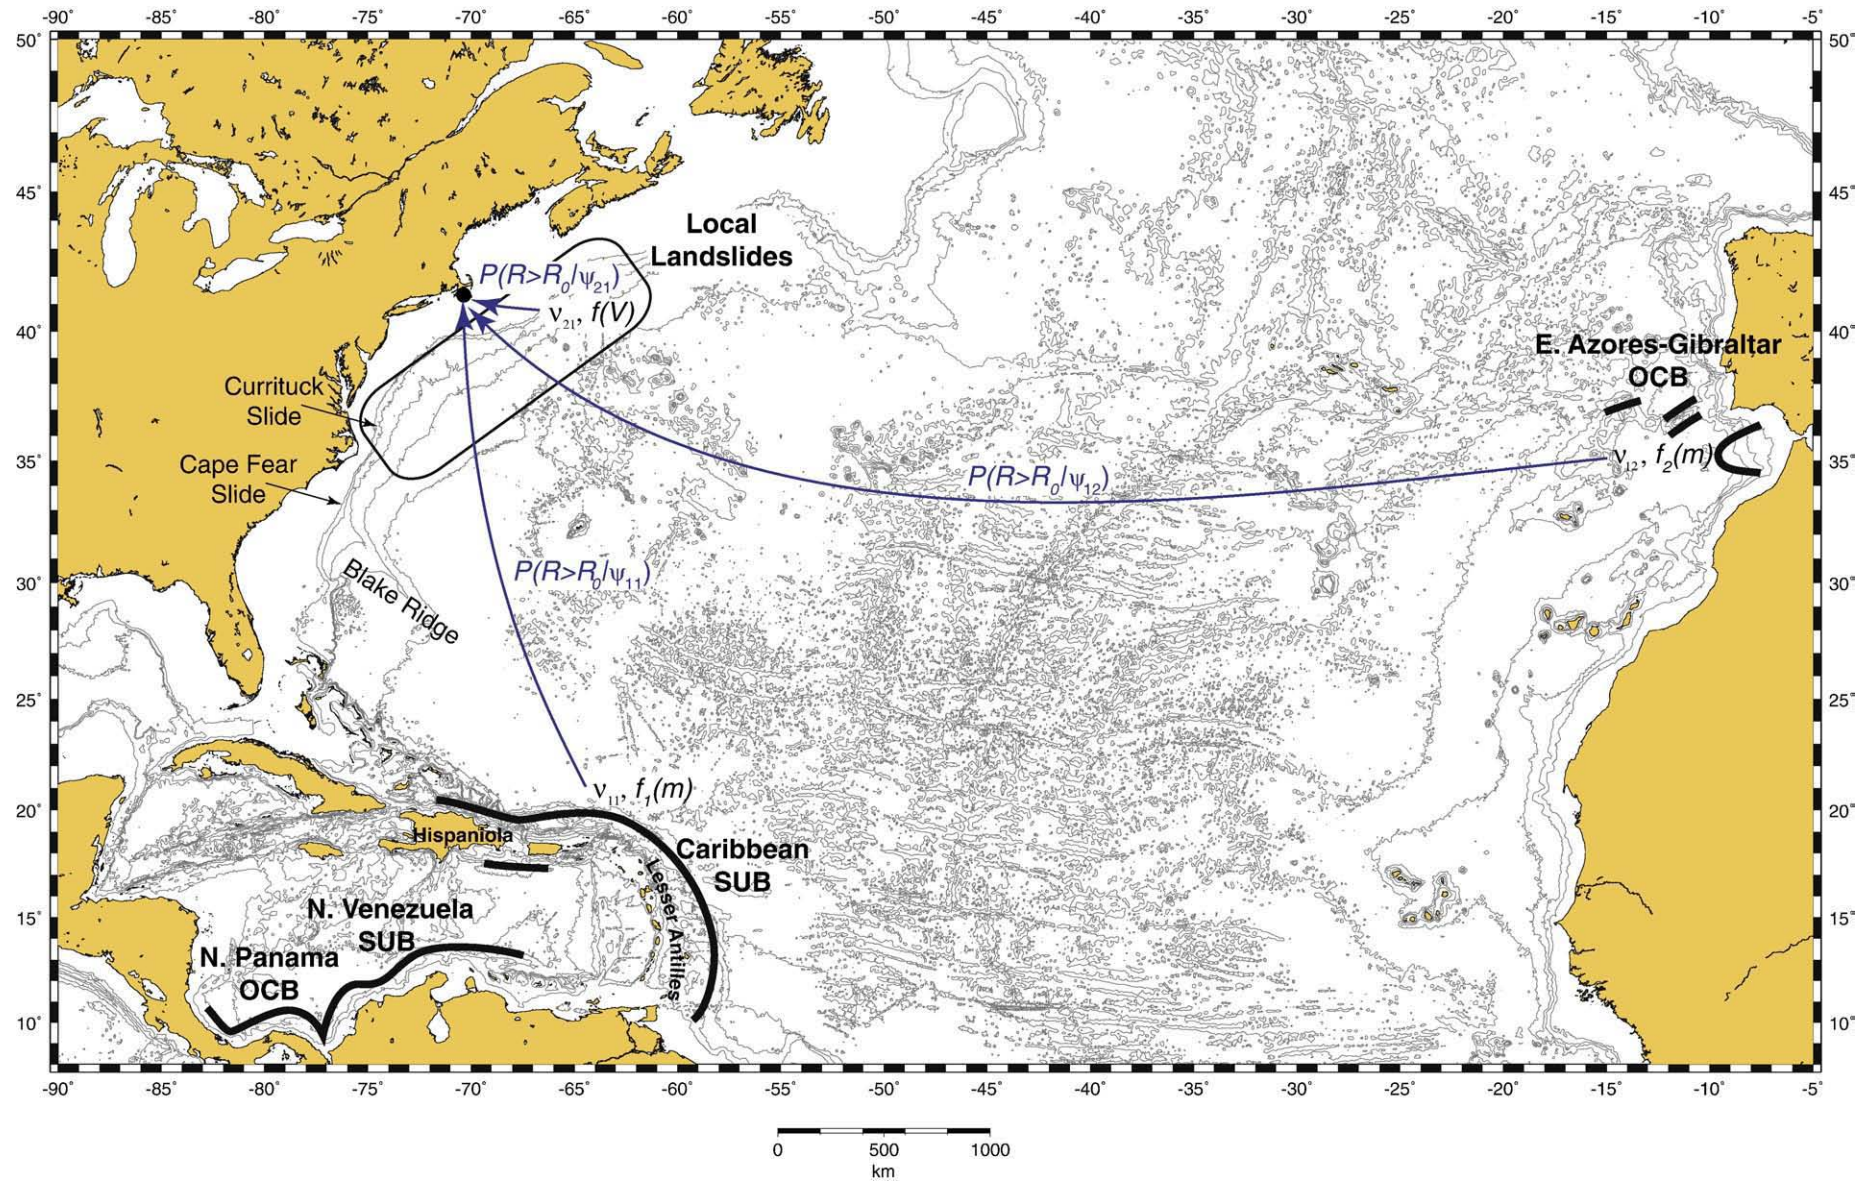 -90° -85° -80° -75° -70° -65° -60° -55° -50° -45° -40° -35° -30° -25° -20° -15° -10° -5°
50° 50°
45° 45°
Local
Landslides
P(R>R0/ψ21)
ν21, f(V)
40° 40°
E. Azores-Gibraltar
OCB
Currituck
Slide
Cape Fear
Slide
35° 35°
ν12, f2(m)
P(R>R0/ψ12)
P(R>R0/ψ11)
Blake Ridge
30° 30°
25° 25°
ν11, f1(m)
20° 20°
Hispaniola
Caribbean
SUB
Lesser Antilles
15° 15°
N. Venezuela
SUB
N. Panama
OCB
10° 10°
-90° -85° -80° -75° -70° -65° -60° -55° -50° -45° -40° -35° -30° -25° -20° -15° -10° -5°
0 500 1000
km